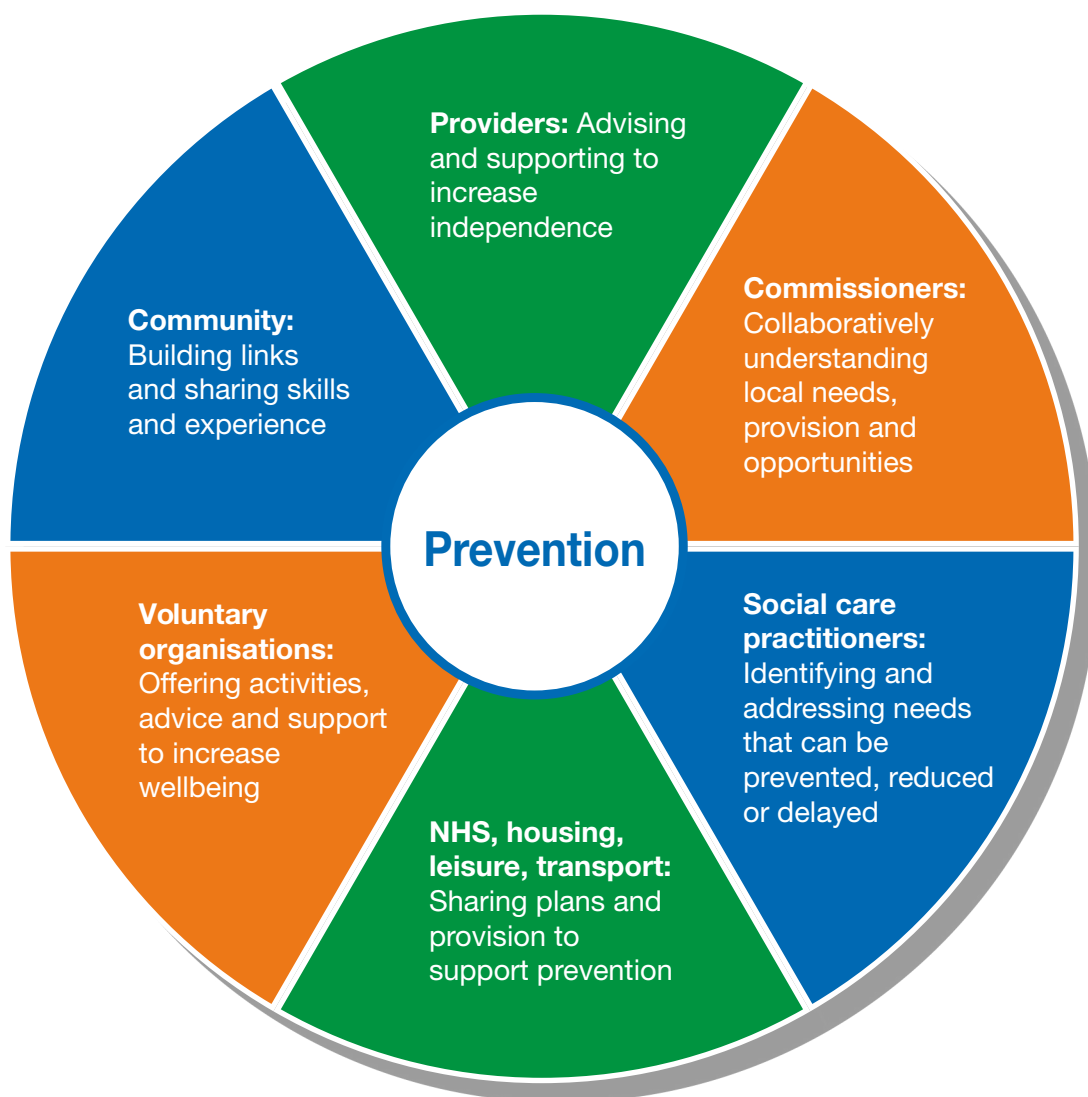 Providers: Advising
and supporting to
increase
independence
Commissioners:
Collaboratively
understanding
local needs,
provision and
opportunities
Social care
practitioners:
Identifying and
addressing needs
that can be
prevented, reduced
or delayed
NHS, housing,
leisure, transport:
Sharing plans and
provision to
support prevention
Voluntary
organisations:
Offering activities,
advice and support
to increase
wellbeing
Community:
Building links
and sharing skills
and experience
Prevention